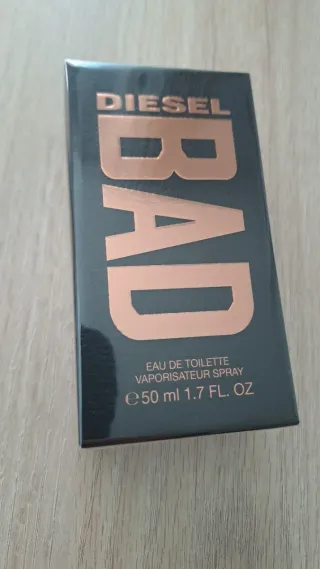 DIESEL
BAD
EAU DE TOILETTE
VAPORISATEUR SPRAY
℮50 ml 1.7 FL. OZ